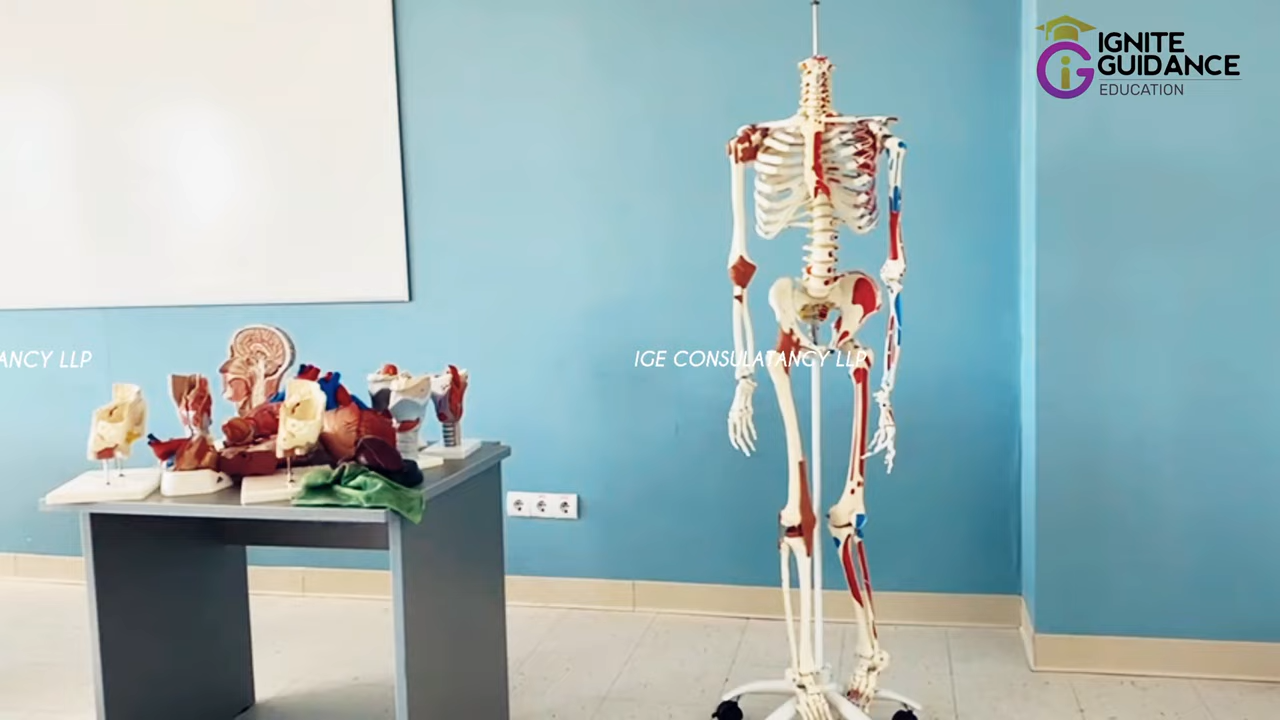 IGNITE
GUIDANCE
EDUCATION
ANCY LLP
IGE CONSULATANCY LLP